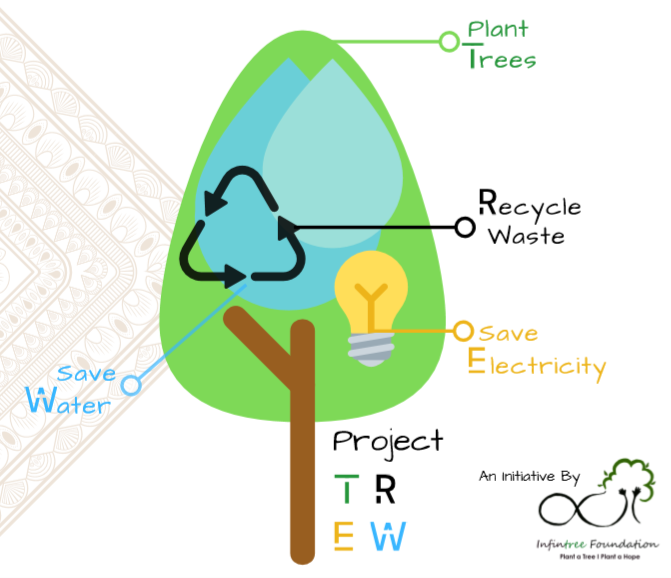 Plant
Trees
Recycle
Waste
Save
Electricity
Save
Water
Project
T R
E W
An Initiative By
Infintree Foundation
Plant a Tree I Plant a Hope